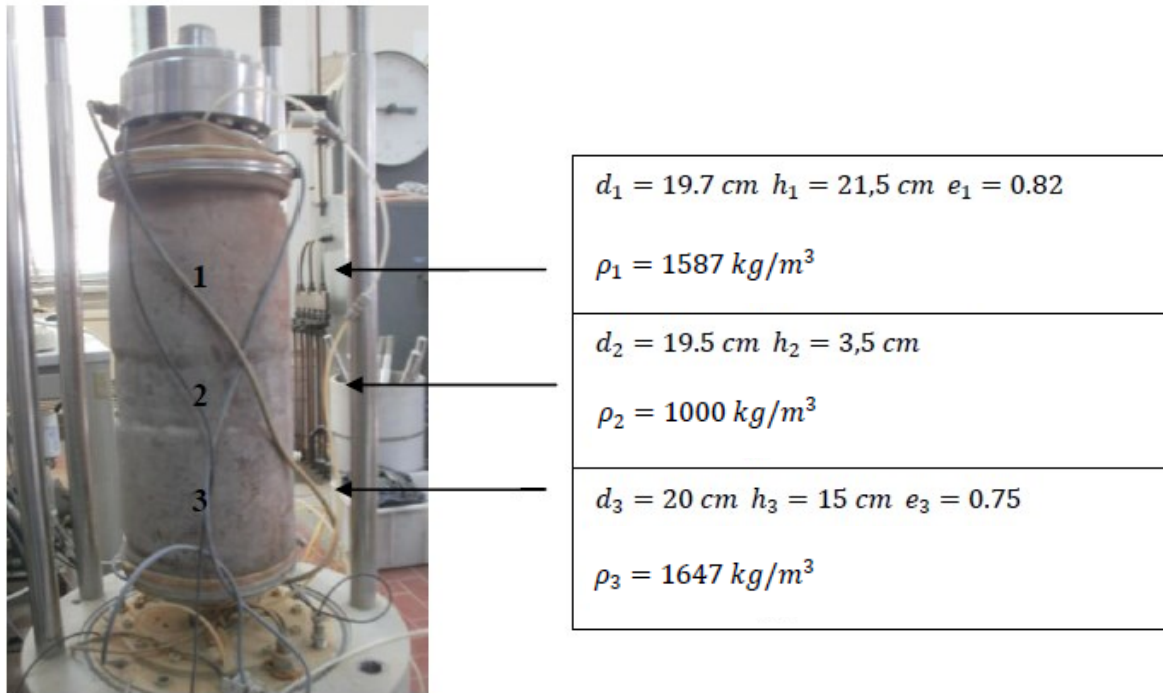 1
2
3
d₁ = 19.7 cm h₁ = 21,5 cm e₁ = 0.82
ρ₁ = 1587 kg/m³
d₂ = 19.5 cm h₂ = 3,5 cm
ρ₂ = 1000 kg/m³
d₃ = 20 cm h₃ = 15 cm e₃ = 0.75
ρ₃ = 1647 kg/m³